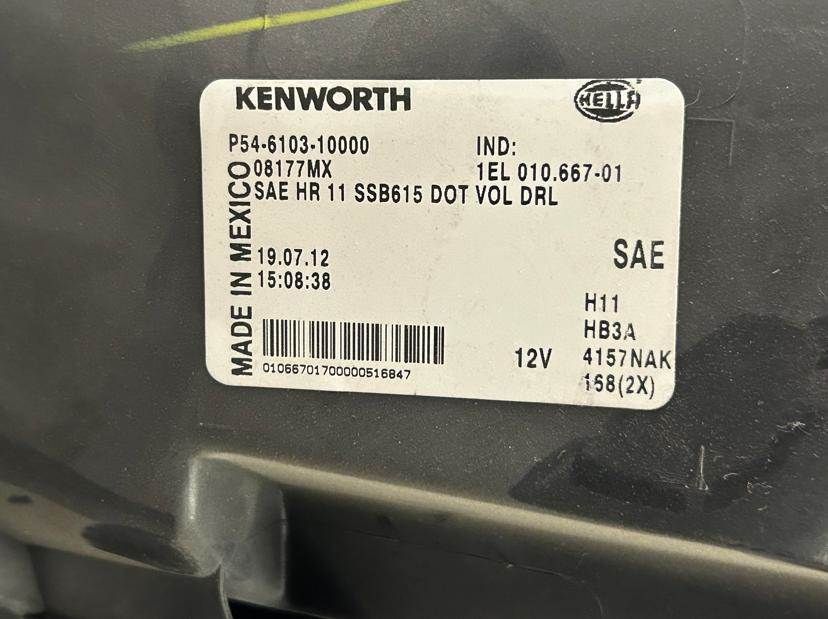 KENWORTH
HELLA
P54-6103-10000
IND:
08177MX
1EL 010.667-01
SAE HR 11 SSB615 DOT VOL DRL
MADE IN MEXICO
19.07.12
15:08:38
SAE
H11
HB3A
12V 4157NAK
168(2X)
01066701700000516847